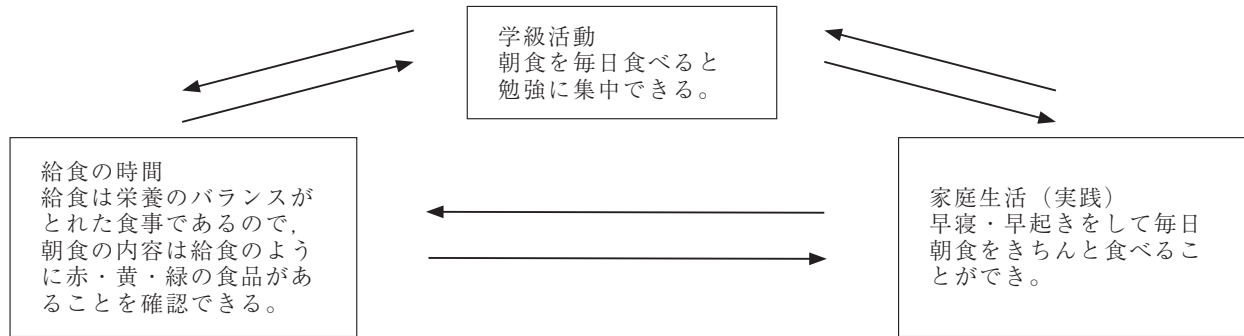 学級活動
朝食を毎日食べると
勉強に集中できる。
給食の時間
給食は栄養のバランスが
とれた食事であるので，
朝食の内容は給食のよう
に赤・黄・緑の食品があ
ることを確認できる。
家庭生活（実践）
早寝・早起きをして毎日
朝食をきちんと食べるこ
とができ。